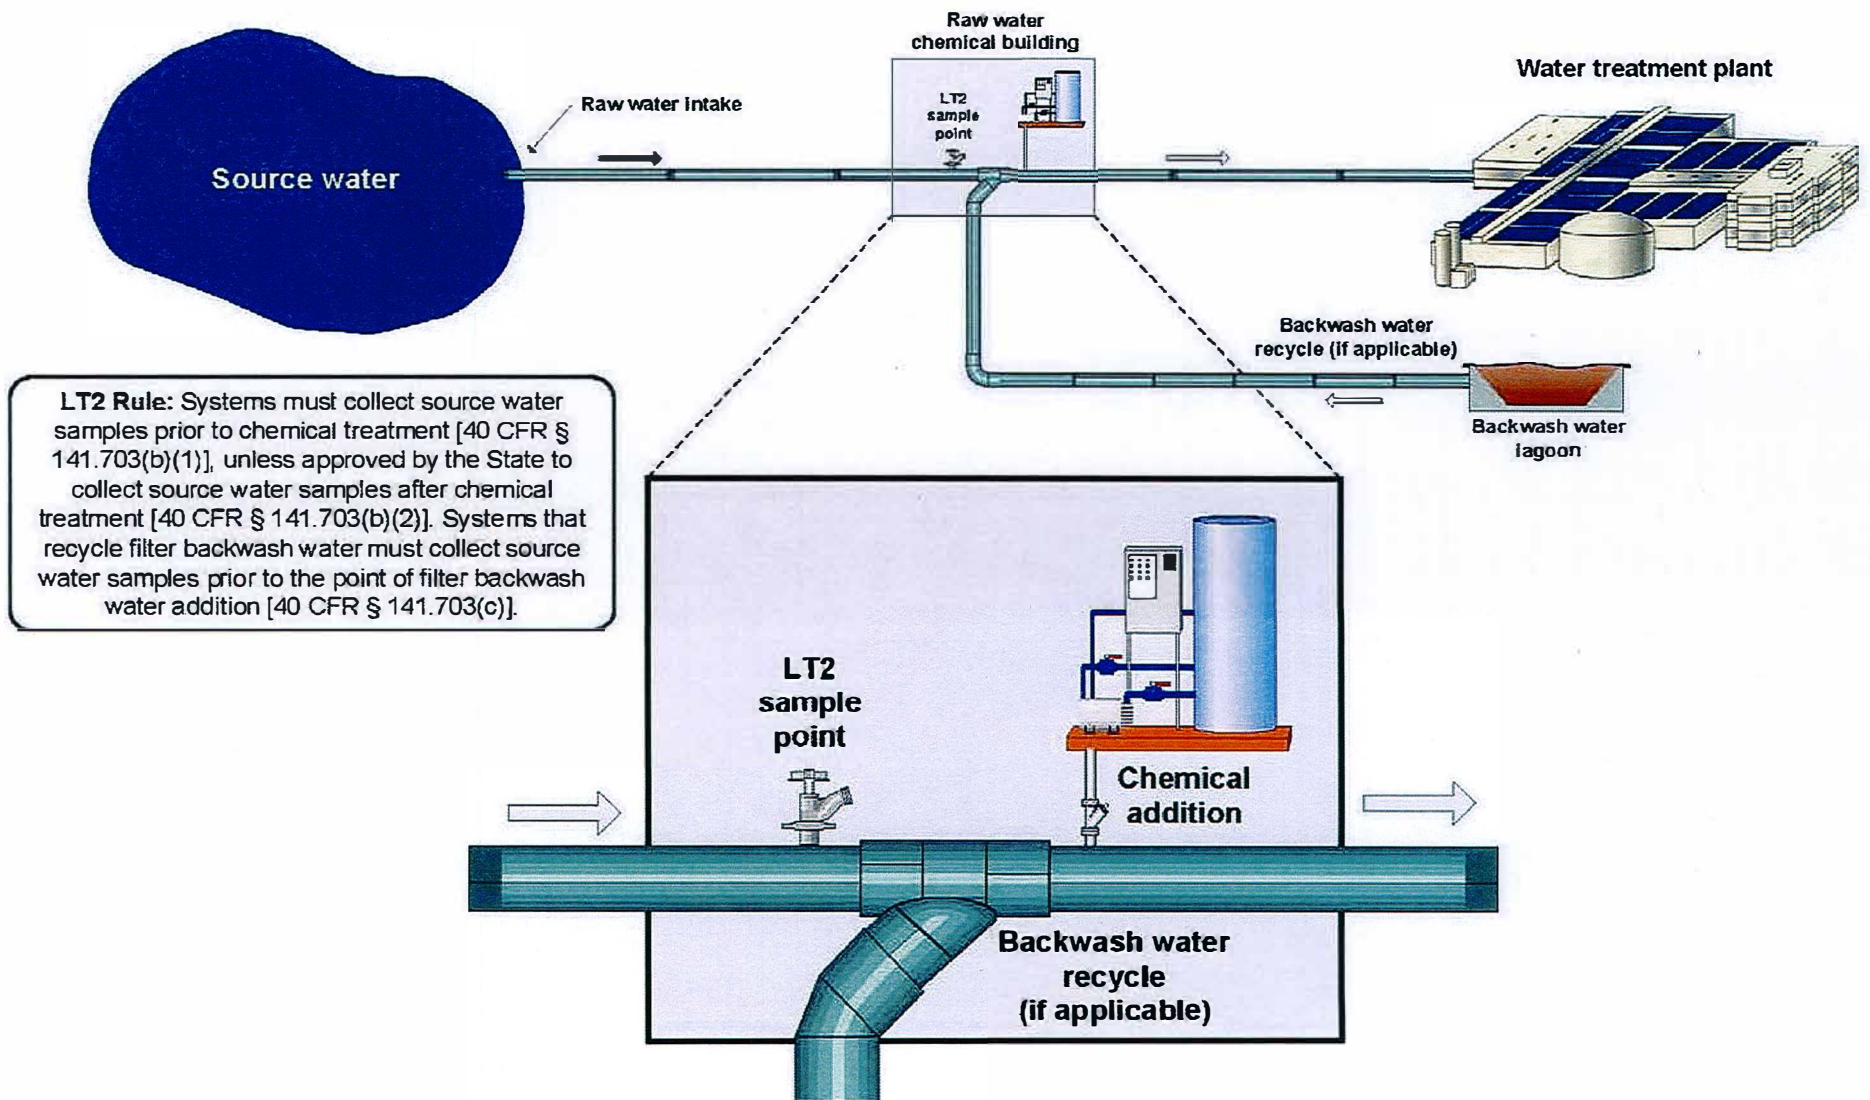 Raw water
chemical building
Water treatment plant
Raw water intake
LT2
sample
point
Source water
Backwash water
recycle (if applicable)
Backwash water
lagoon
LT2 Rule: Systems must collect source water
samples prior to chemical treatment [40 CFR §
141.703(b)(1)], unless approved by the State to
collect source water samples after chemical
treatment [40 CFR § 141.703(b)(2)]. Systems that
recycle filter backwash water must collect source
water samples prior to the point of filter backwash
water addition [40 CFR § 141.703(c)].
LT2
sample
point
Chemical
addition
Backwash water
recycle
(if applicable)